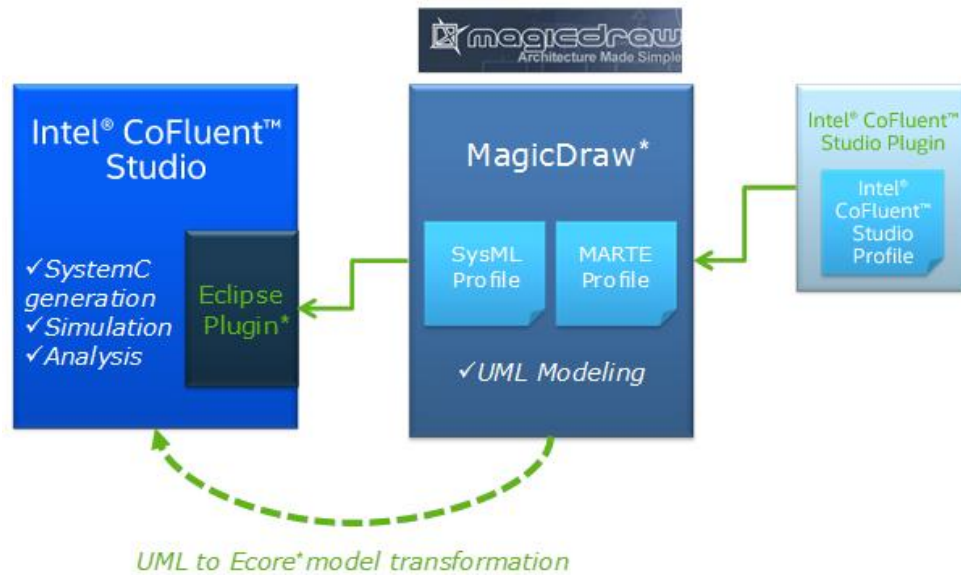 magicdraw
Architecture Made Simple
Intel® CoFluent™
Studio
✓SystemC
generation
✓Simulation
✓Analysis
Eclipse
Plugin*
MagicDraw*
SysML
Profile
MARTE
Profile
✓UML Modeling
Intel® CoFluent™
Studio Plugin
Intel®
CoFluent™
Studio
Profile
UML to Ecore*model transformation